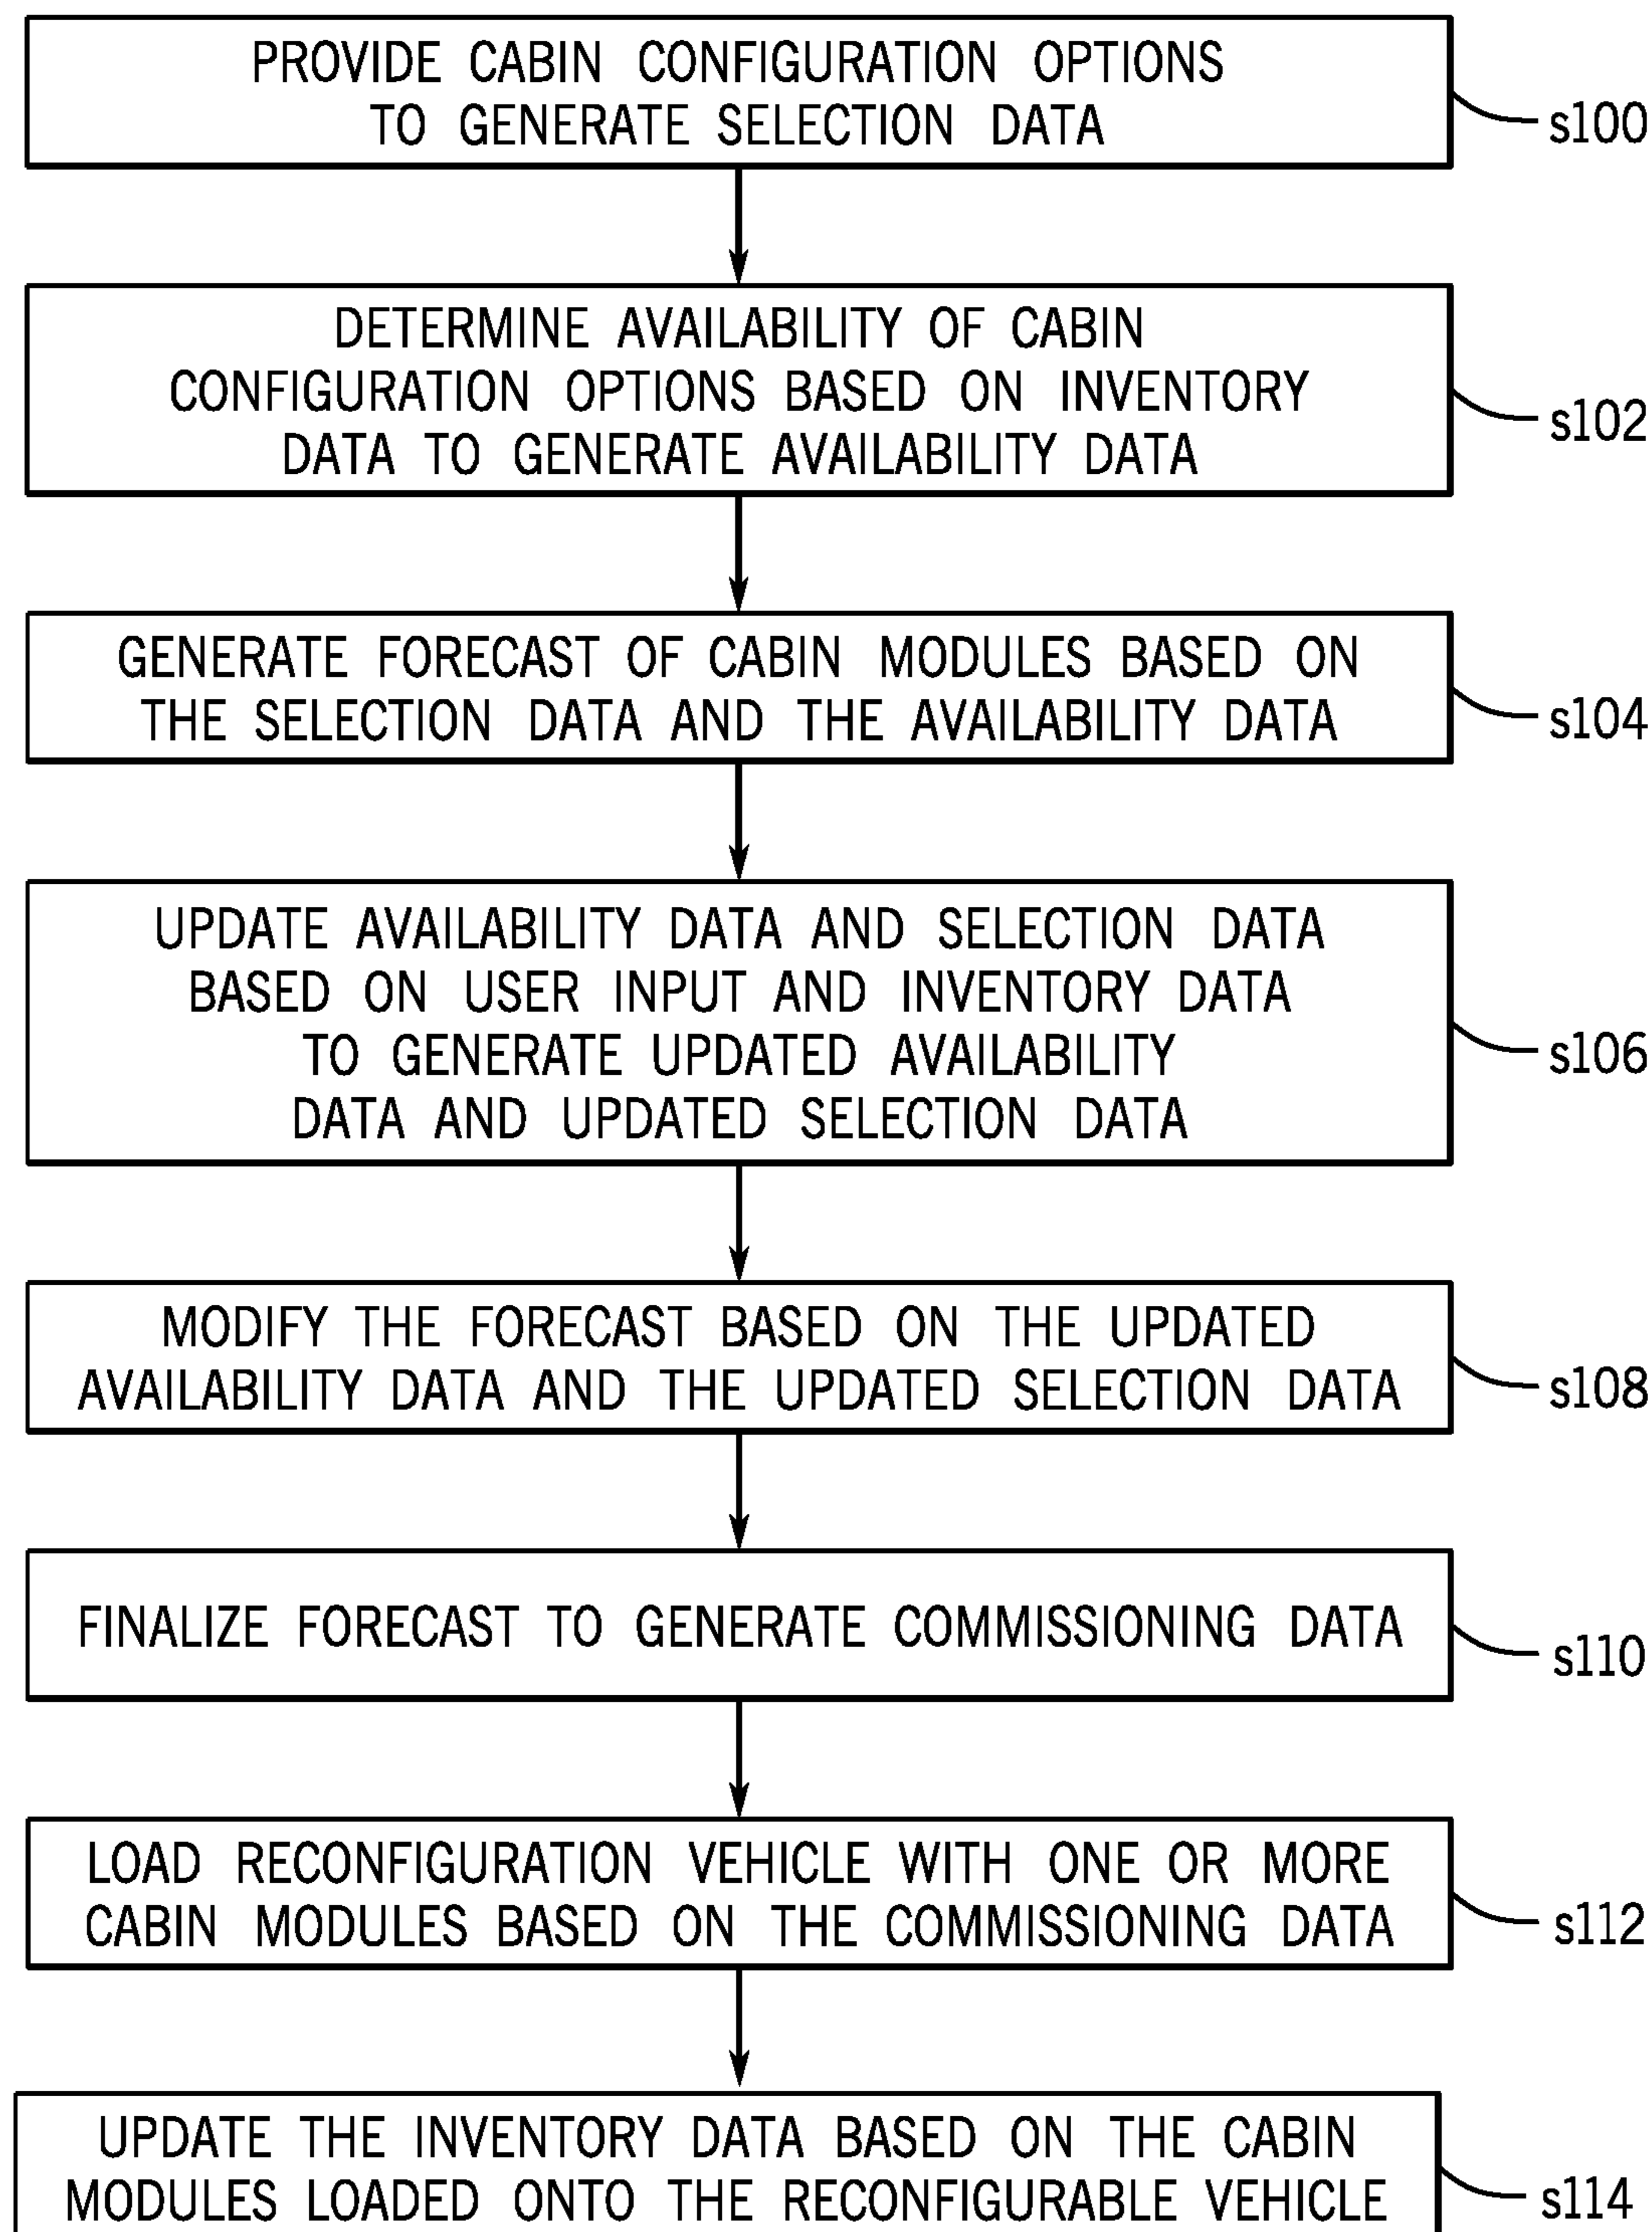 PROVIDE CABIN CONFIGURATION OPTIONS
TO GENERATE SELECTION DATA
s100
DETERMINE AVAILABILITY OF CABIN
CONFIGURATION OPTIONS BASED ON INVENTORY
DATA TO GENERATE AVAILABILITY DATA
s102
GENERATE FORECAST OF CABIN MODULES BASED ON
THE SELECTION DATA AND THE AVAILABILITY DATA
s104
UPDATE AVAILABILITY DATA AND SELECTION DATA
BASED ON USER INPUT AND INVENTORY DATA
TO GENERATE UPDATED AVAILABILITY
DATA AND UPDATED SELECTION DATA
s106
MODIFY THE FORECAST BASED ON THE UPDATED
AVAILABILITY DATA AND THE UPDATED SELECTION DATA
s108
FINALIZE FORECAST TO GENERATE COMMISSIONING DATA
s110
LOAD RECONFIGURATION VEHICLE WITH ONE OR MORE
CABIN MODULES BASED ON THE COMMISSIONING DATA
s112
UPDATE THE INVENTORY DATA BASED ON THE CABIN
MODULES LOADED ONTO THE RECONFIGURABLE VEHICLE
s114